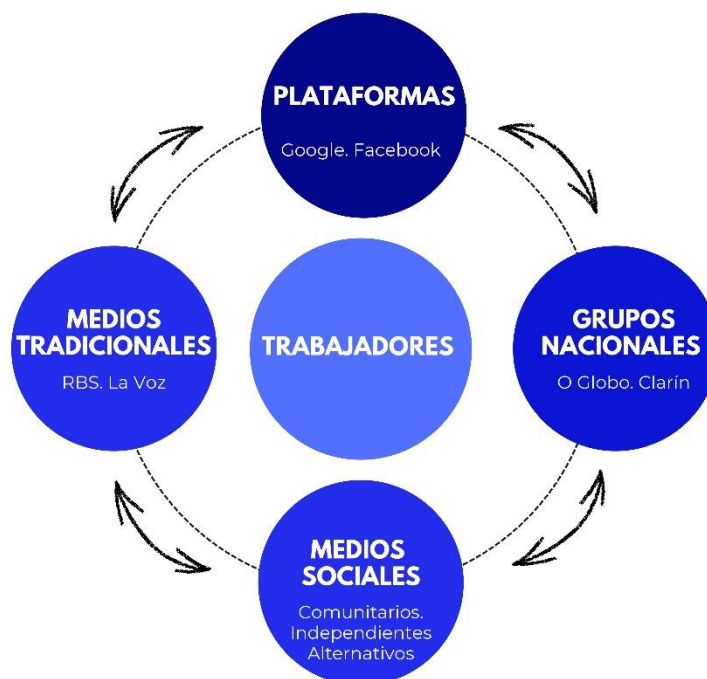 PLATAFORMAS
Google. Facebook
MEDIOS
TRADICIONALES
RBS. La Voz
TRABAJADORES
GRUPOS
NACIONALES
O Globo. Clarín
MEDIOS
SOCIALES
Comunitarios.
Independientes
Alternativos